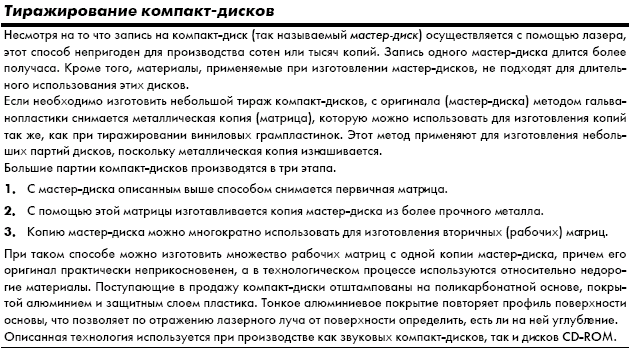 Тиражирование компакт-дисков
Несмотря на то что запись на компакт-диск (так называемый мастер-диск) осуществляется с помощью лазера,
этот способ непригоден для производства сотен или тысяч копий. Запись одного мастер-диска длится более
получаса. Кроме того, материалы, применяемые при изготовлении мастер-дисков, не подходят для длитель-
ного использования этих дисков.
Если необходимо изготовить небольшой тираж компакт-дисков, с оригинала (мастер-диска) методом гальва-
нопластики снимается металлическая копия (матрица), которую можно использовать для изготовления копий
так же, как при тиражировании виниловых грампластинок. Этот метод применяют для изготовления неболь-
ших партий дисков, поскольку металлическая копия изнашивается.
Большие партии компакт-дисков производятся в три этапа.
1. С мастер-диска описанным выше способом снимается первичная матрица.
2. С помощью этой матрицы изготавливается копия мастер-диска из более прочного металла.
3. Копию мастер-диска можно многократно использовать для изготовления вторичных (рабочих) матриц.
При таком способе можно изготовить множество рабочих матриц с одной копии мастер-диска, причем его
оригинал практически неприкосновенен, а в технологическом процессе используются относительно недоро-
гие материалы. Поступающие в продажу компакт-диски отштампованы на поликарбонатной основе, покры-
той алюминием и защитным слоем пластика. Тонкое алюминиевое покрытие повторяет профиль поверхности
основы, что позволяет по отражению лазерного луча от поверхности определить, есть ли на ней углубление.
Описанная технология используется при производстве как звуковых компакт-дисков, так и дисков CD-ROM.